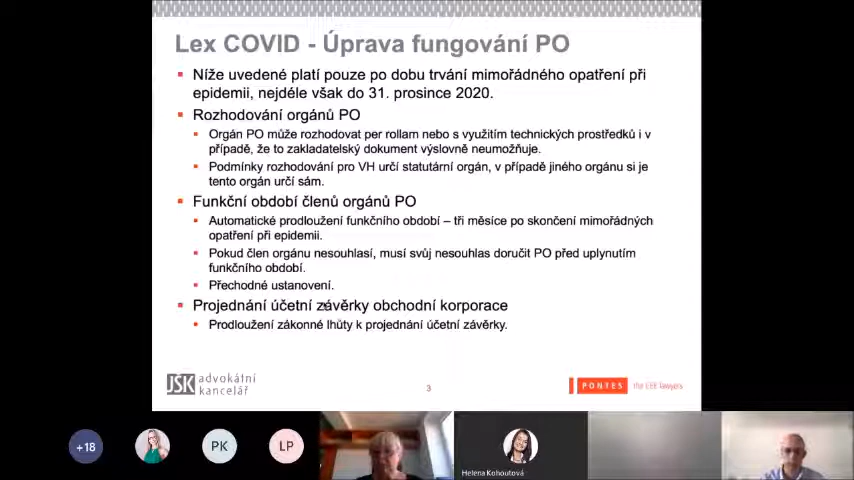 Lex COVID - Úprava fungování PO
Níže uvedené platí pouze po dobu trvání mimořádného opatření při
epidemii, nejdéle však do 31. prosince 2020.
Rozhodování orgánů PO
Orgán PO může rozhodovat per rollam nebo s využitím technických prostředků i v
případě, že to zakladatelský dokument výslovně neumožňuje.
Podmínky rozhodování pro VH určí statutární orgán, v případě jiného orgánu si je
tento orgán určí sám.
Funkční období členů orgánů PO
Automatické prodloužení funkčního období – tři měsíce po skončení mimořádných
opatření při epidemii.
Pokud člen orgánu nesouhlasí, musí svůj nesouhlas doručit PO před uplynutím
funkčního období.
Přechodné ustanovení.
Projednání účetní závěrky obchodní korporace
Prodloužení zákonné lhůty k projednání účetní závěrky.
JŠK advokátní
kancelář
3
PONTES the CEE lawyers
+18
PK
LP
Helena Kohoutová